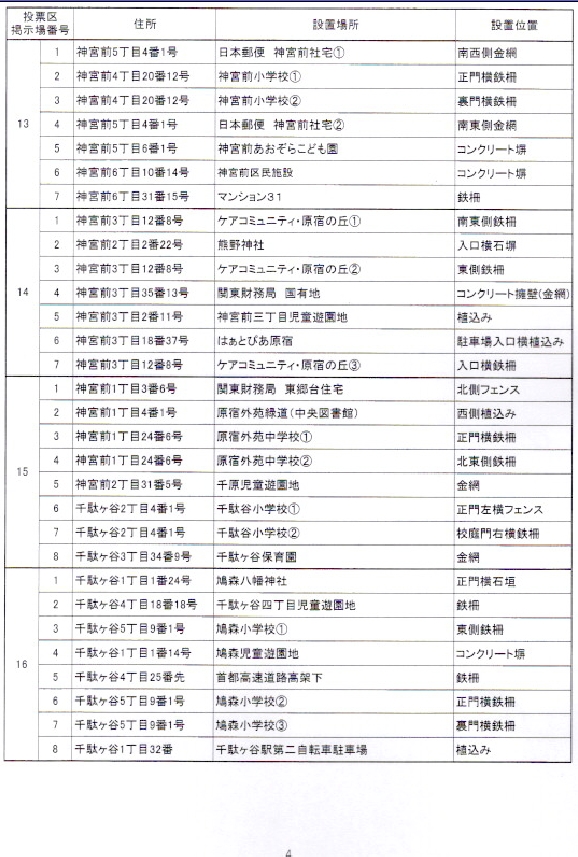 投票区
掲示場番号 住所 設置場所 設置位置
13
1 神宮前5丁目4番1号 日本郵便 神宮前社宅① 南西側金網
2 神宮前4丁目20番12号 神宮前小学校① 正門横鉄柵
3 神宮前4丁目20番12号 神宮前小学校② 裏門横鉄柵
4 神宮前5丁目4番1号 日本郵便 神宮前社宅② 南東側金網
5 神宮前5丁目6番1号 神宮前あおぞらこども園 コンクリート塀
6 神宮前6丁目10番14号 神宮前区民施設 コンクリート塀
7 神宮前6丁目31番15号 マンション31 鉄柵
14
1 神宮前3丁目12番8号 ケアコミュニティ・原宿の丘① 南東側鉄柵
2 神宮前2丁目2番22号 熊野神社 入口横石塀
3 神宮前3丁目12番8号 ケアコミュニティ・原宿の丘② 東側鉄柵
4 神宮前3丁目35番13号 関東財務局 国有地 コンクリート擁壁(金網)
5 神宮前3丁目2番11号 神宮前三丁目児童遊園地 植込み
6 神宮前3丁目18番37号 はぁとぴあ原宿 駐車場入口横植込み
7 神宮前3丁目12番8号 ケアコミュニティ・原宿の丘③ 入口横鉄柵
15
1 神宮前1丁目3番6号 関東財務局 東郷台住宅 北側フェンス
2 神宮前1丁目4番1号 原宿外苑緑道(中央図書館) 西側植込み
3 神宮前1丁目24番6号 原宿外苑中学校① 正門横鉄柵
4 神宮前1丁目24番6号 原宿外苑中学校② 北東側鉄柵
5 神宮前2丁目31番5号 千原児童遊園地 金網
6 千駄ヶ谷2丁目4番1号 千駄谷小学校① 正門左横フェンス
7 千駄ヶ谷2丁目4番1号 千駄谷小学校② 校庭門右横鉄柵
8 千駄ヶ谷3丁目34番9号 千駄ヶ谷保育園 金網
16
1 千駄ヶ谷1丁目1番24号 鳩森八幡神社 正門横石垣
2 千駄ヶ谷4丁目18番18号 千駄ヶ谷四丁目児童遊園地 鉄柵
3 千駄ヶ谷5丁目9番1号 鳩森小学校① 東側鉄柵
4 千駄ヶ谷1丁目1番14号 鳩森児童遊園地 コンクリート塀
5 千駄ヶ谷4丁目25番先 首都高速道路高架下 鉄柵
6 千駄ヶ谷5丁目9番1号 鳩森小学校② 正門横鉄柵
7 千駄ヶ谷5丁目9番1号 鳩森小学校③ 裏門横鉄柵
8 千駄ヶ谷1丁目32番 千駄ヶ谷駅第二自転車駐車場 植込み
4